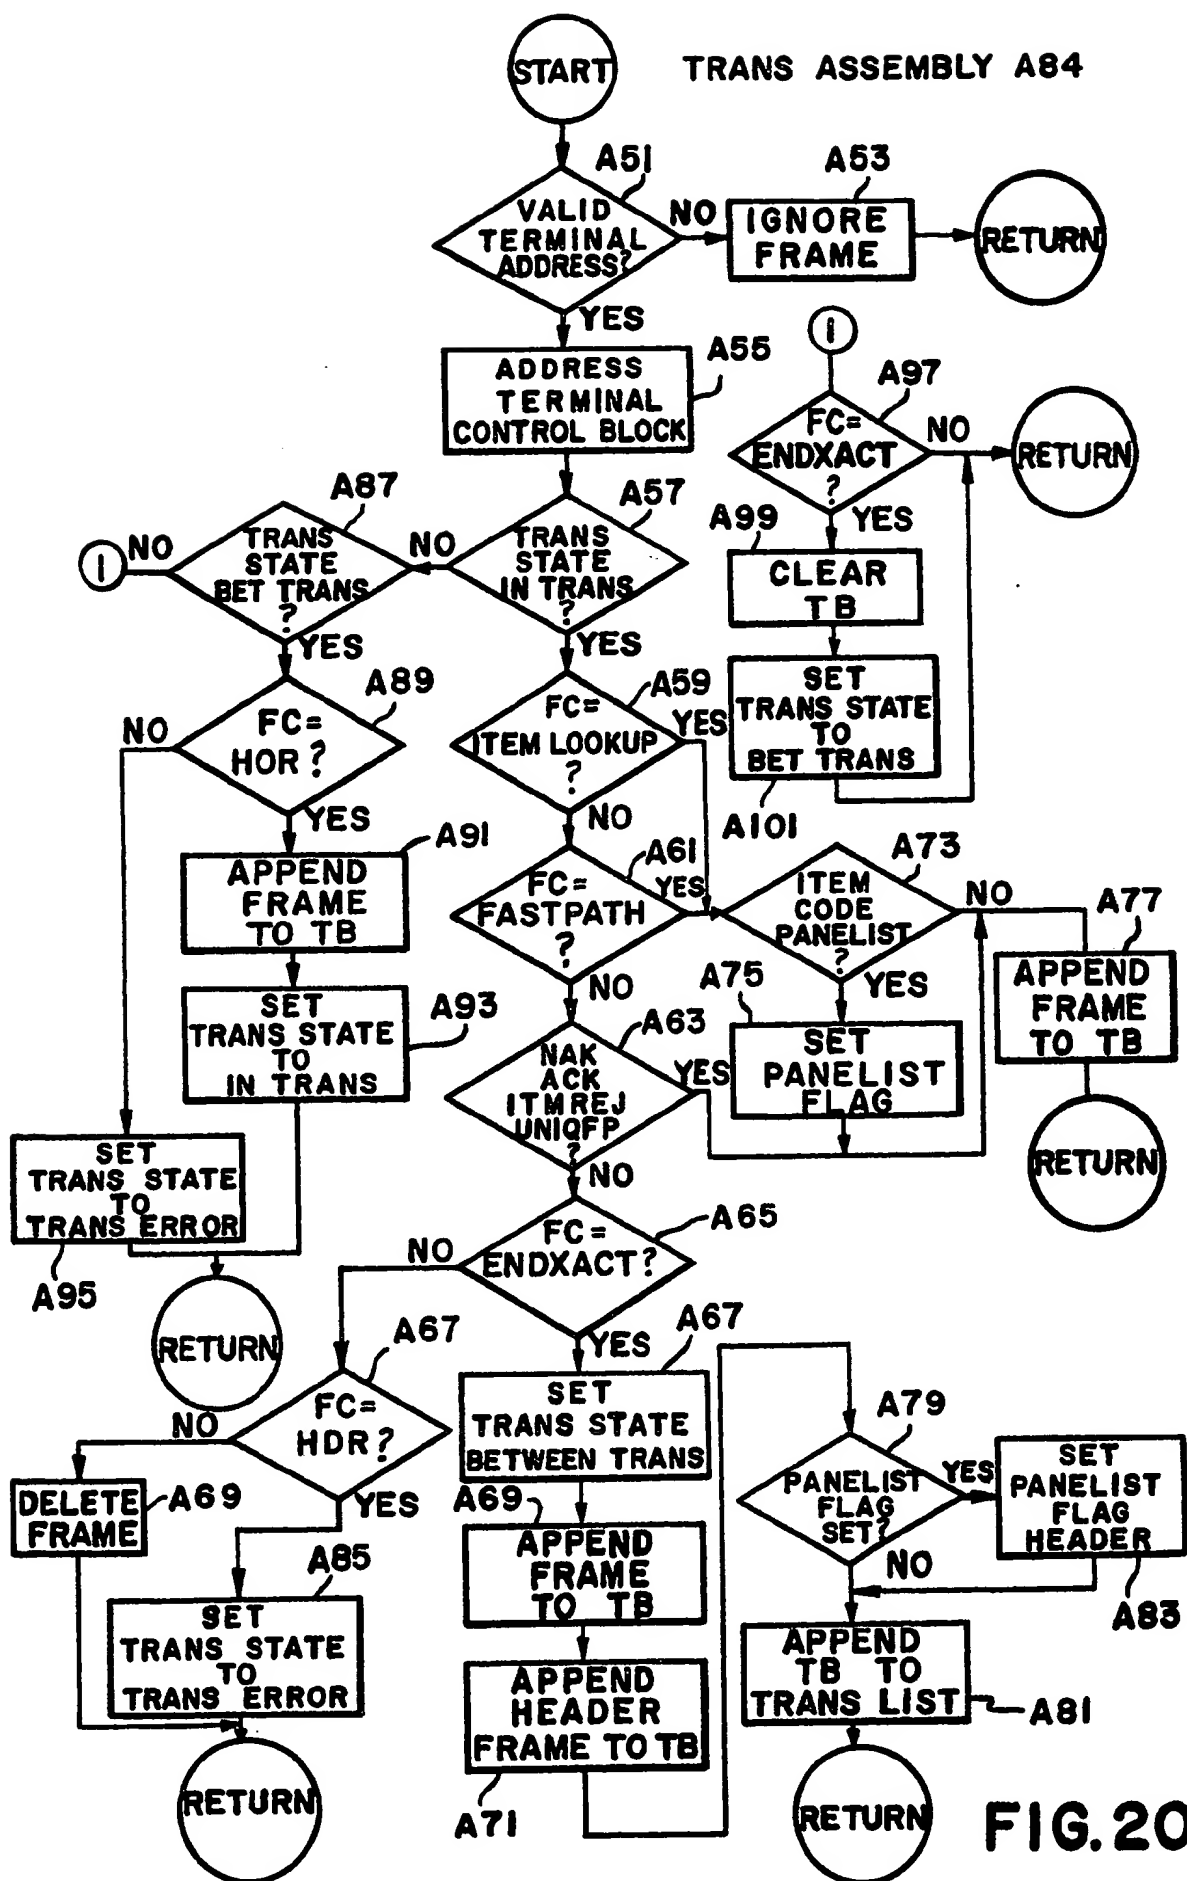 START
TRANS ASSEMBLY A84
A51
VALID
TERMINAL
ADDRESS?
NO
A53
IGNORE
FRAME
RETURN
YES
A55
ADDRESS
TERMINAL
CONTROL BLOCK
1
A97
FC=
ENDXACT
?
NO
RETURN
YES
A99
CLEAR
TB
SET
TRANS STATE
TO
BET TRANS
A101
A57
TRANS
STATE
IN TRANS
?
NO
YES
A87
TRANS
STATE
BET TRANS
?
NO
1
YES
A89
FC=
HOR?
NO
YES
A91
APPEND
FRAME
TO TB
A93
SET
TRANS STATE
TO
IN TRANS
SET
TRANS STATE
TO
TRANS ERROR
A95
RETURN
A59
FC=
ITEM LOOKUP
?
YES
NO
A61
FC=
FASTPATH
?
YES
NO
A73
ITEM
CODE
PANELIST
?
NO
YES
A75
SET
PANELIST
FLAG
A77
APPEND
FRAME
TO TB
RETURN
A63
NAK
ACK
ITMREJ
UNIQFP
?
YES
NO
A65
FC=
ENDXACT?
NO
YES
A67
FC=
HDR?
NO
YES
DELETE
FRAME
A69
A85
SET
TRANS STATE
TO
TRANS ERROR
RETURN
A67
SET
TRANS STATE
BETWEEN TRANS
A69
APPEND
FRAME
TO TB
APPEND
HEADER
FRAME TO TB
A71
A79
PANELIST
FLAG
SET?
YES
NO
SET
PANELIST
FLAG
HEADER
A83
APPEND
TB TO
TRANS LIST
A81
RETURN
FIG.20